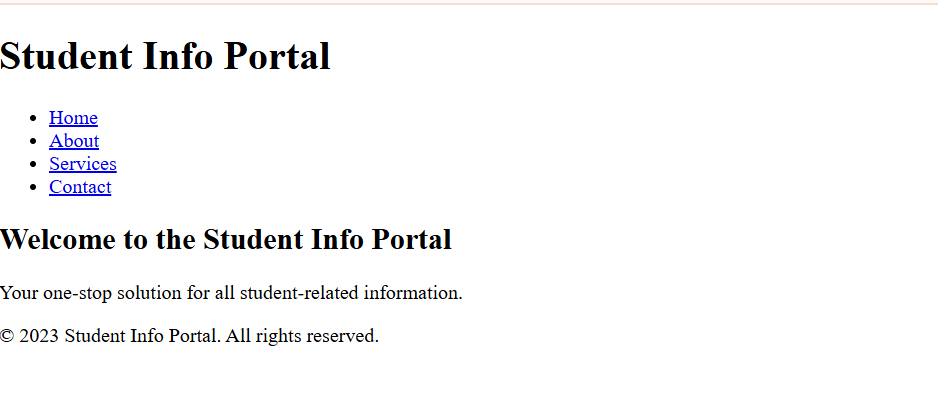 Student Info Portal
Home
About
Services
Contact
Welcome to the Student Info Portal
Your one-stop solution for all student-related information.
© 2023 Student Info Portal. All rights reserved.